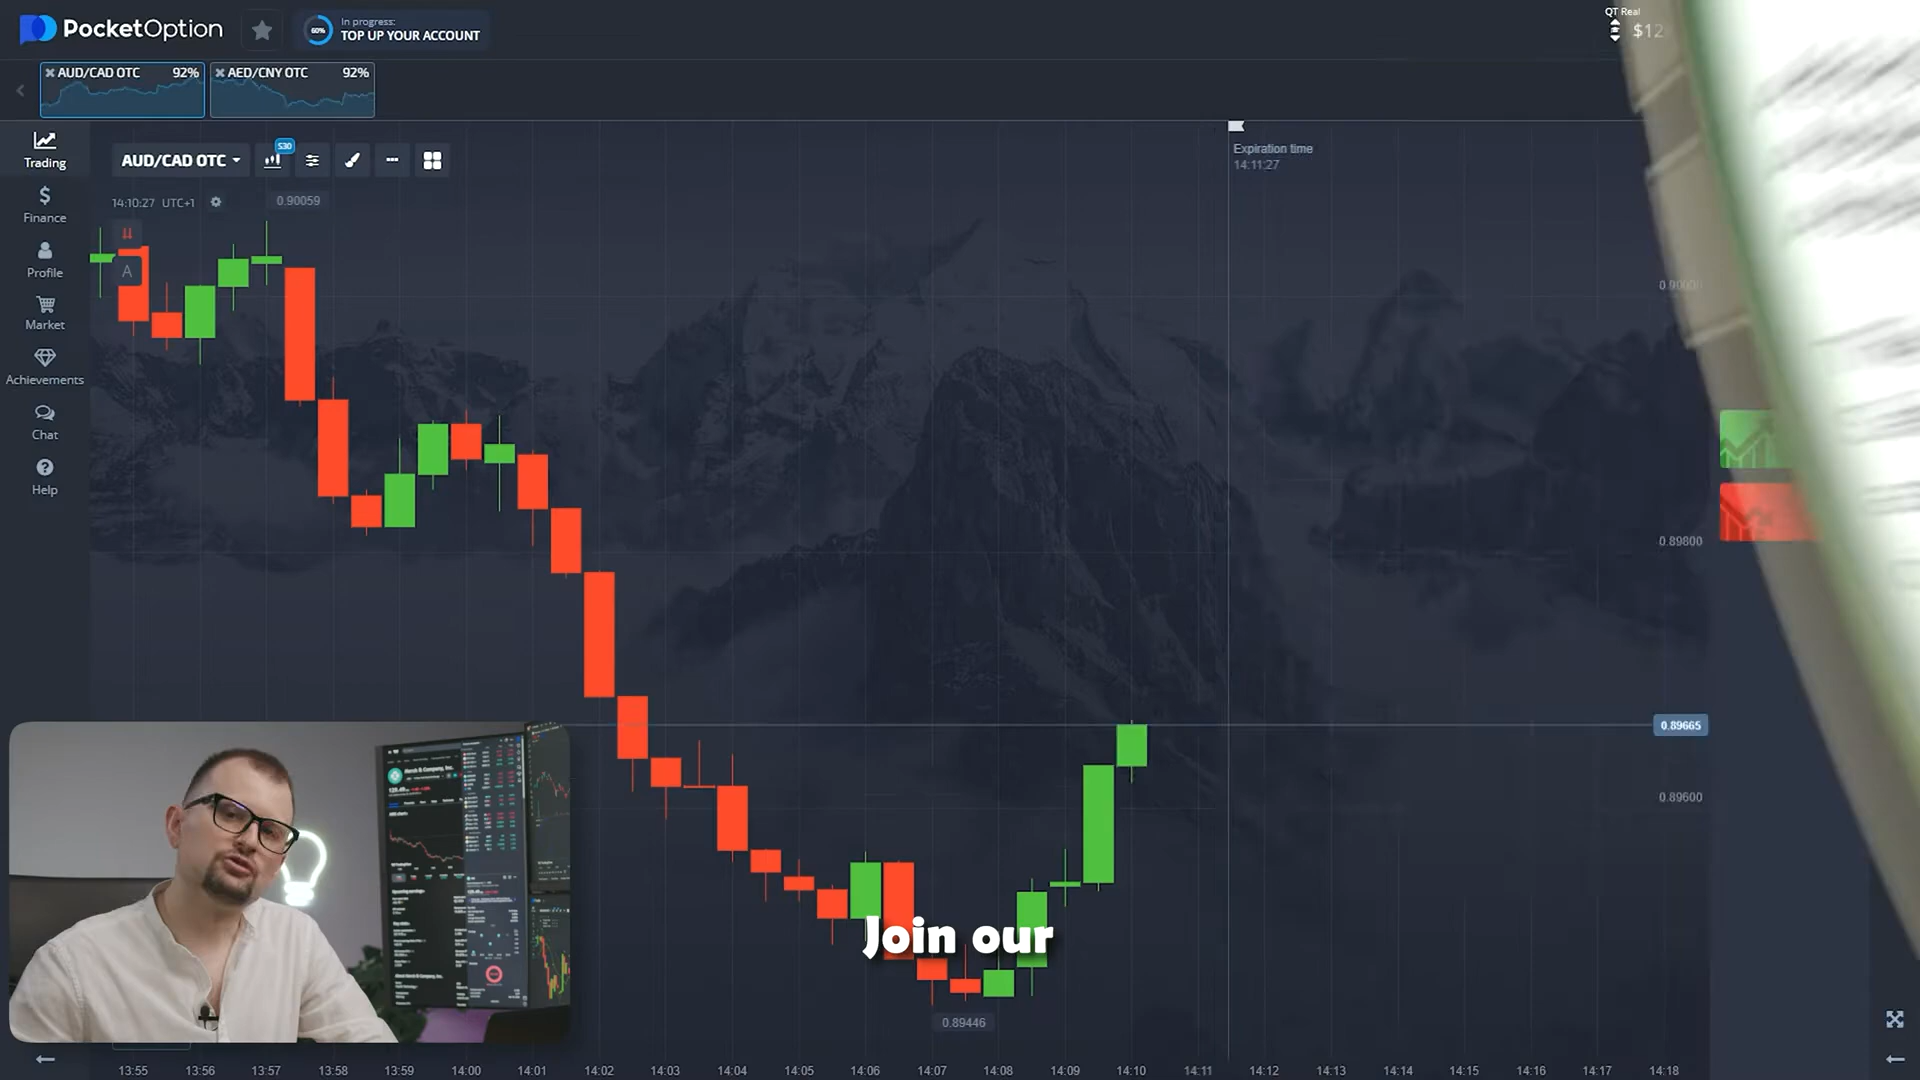 PocketOption
In progress:
60%
TOP UP YOUR ACCOUNT
QT Real
$12
AUD/CAD OTC 92%
AED/CNY OTC 92%
Trading
Finance
Profile
Market
Achievements
Chat
Help
AUD/CAD OTC
S30
14:10:27 UTC+1
0.90059
A
Expiration time
14:11:27
0.90000
0.89800
0.89665
0.89600
0.89446
Join our
13:55 13:56 13:57 13:58 13:59 14:00 14:01 14:02 14:03 14:04 14:05 14:06 14:07 14:08 14:09 14:10 14:11 14:12 14:13 14:14 14:15 14:16 14:17 14:18